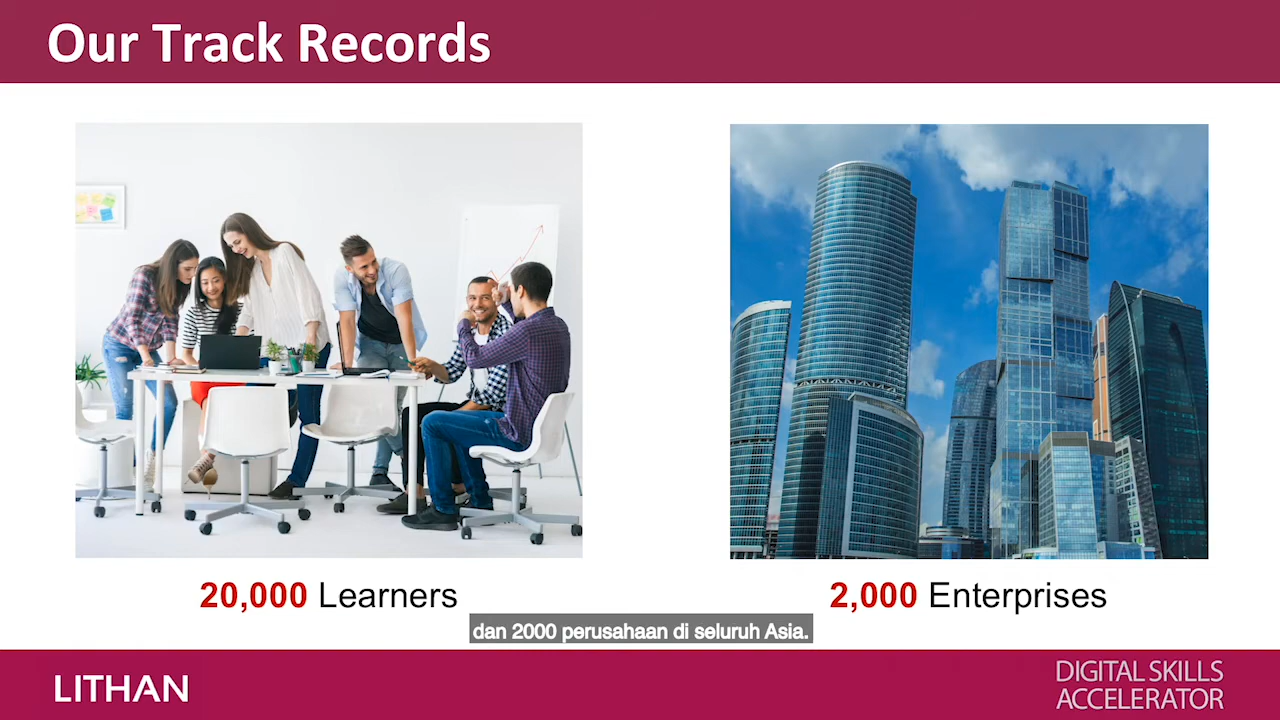 Our Track Records
20,000 Learners
2,000 Enterprises
dan 2000 perusahaan di seluruh Asia.
LITHAN
DIGITAL SKILLS
ACCELERATOR